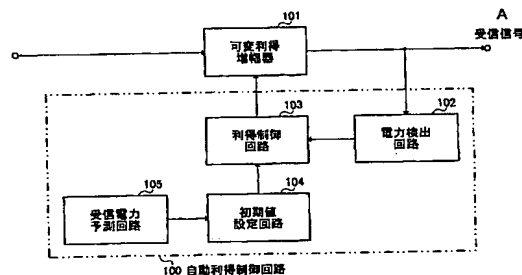 A
受信信号
101
可変利得
増幅器
103
利得制御
回路
102
電力検出
回路
105
受信電力
予測回路
104
初期値
設定回路
100 自動利得制御回路